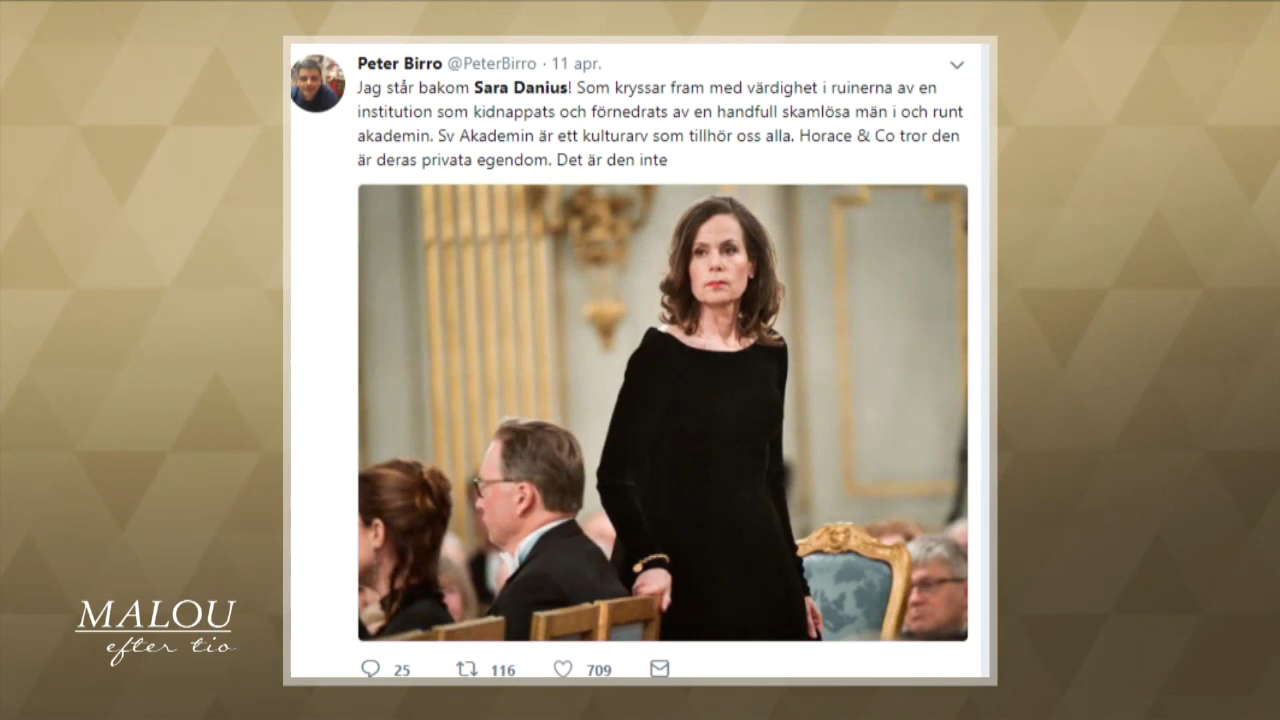 Peter Birro @PeterBirro · 11 apr.
Jag står bakom Sara Danius! Som kryssar fram med värdighet i ruinerna av en
institution som kidnappats och förnedrats av en handfull skamlösa män i och runt
akademin. Sv Akademin är ett kulturarv som tillhör oss alla. Horace & Co tror den
är deras privata egendom. Det är den inte
25 116 709
MALOU
efter tio